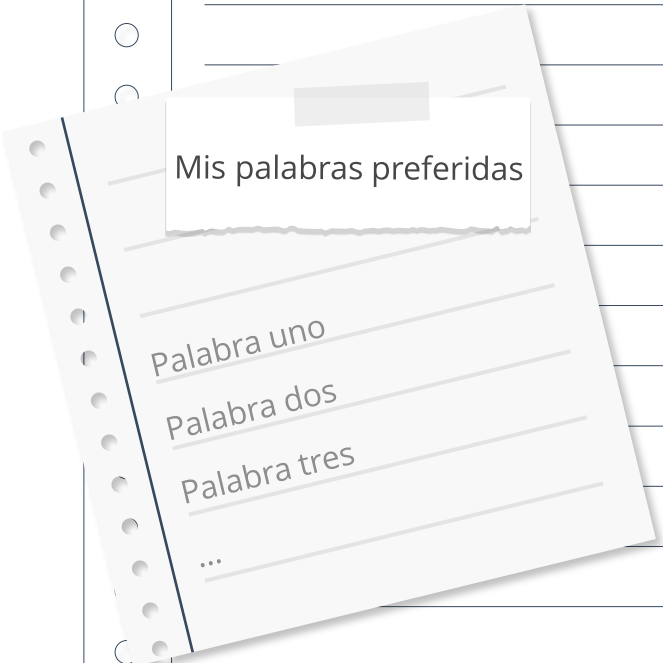 Mis palabras preferidas
Palabra uno
Palabra dos
Palabra tres
...